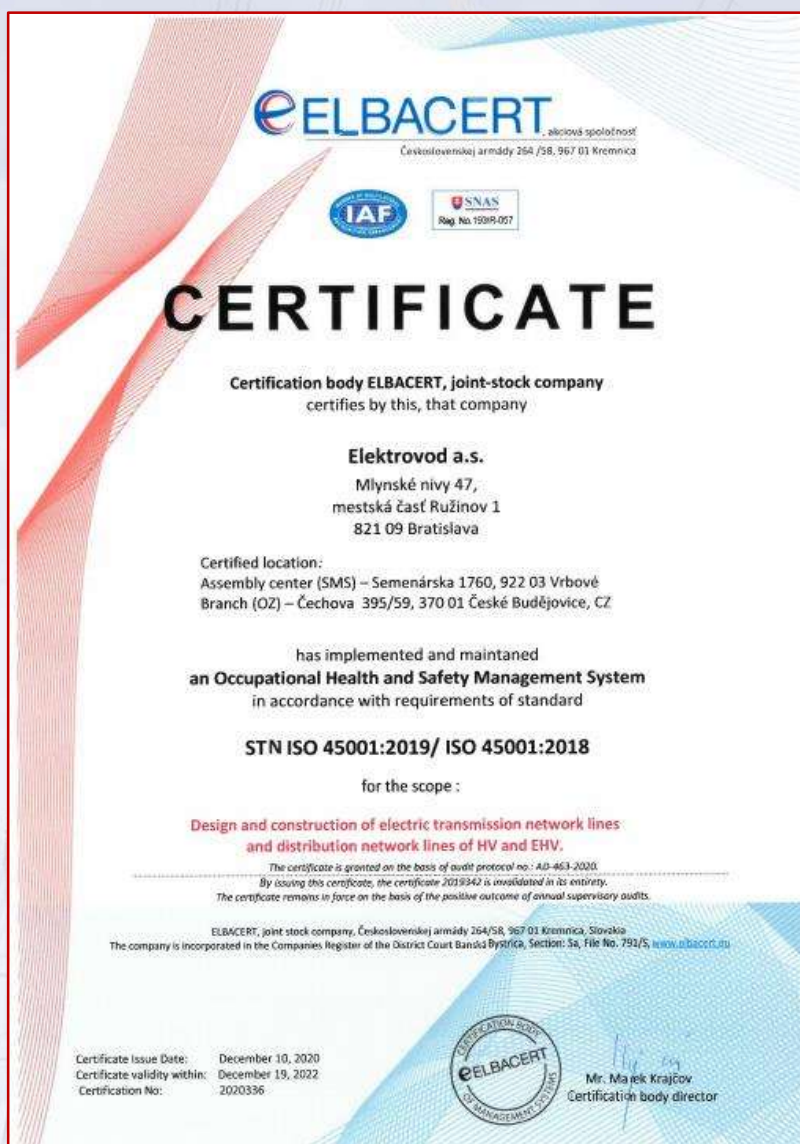 eELBACERT, akciová spoločnosť
Československej armády 264 /58, 967 01 Kremnica
IAF
SNAS
Reg. No. 193/R-057
CERTIFICATE
Certification body ELBACERT, joint-stock company
certifies by this, that company
Elektrovod a.s.
Mlynské nivy 47,
mestská časť Ružinov 1
821 09 Bratislava
Certified location:
Assembly center (SMS) – Semenárska 1760, 922 03 Vrbové
Branch (OZ) – Čechova 395/59, 370 01 České Budějovice, CZ
has implemented and maintaned
an Occupational Health and Safety Management System
in accordance with requirements of standard
STN ISO 45001:2019/ ISO 45001:2018
for the scope :
Design and construction of electric transmission network lines
and distribution network lines of HV and EHV.
The certificate is granted on the basis of audit protocol no.: AD-463-2020.
By issuing this certificate, the certificate 2019342 is invalidated in its entirety.
The certificate remains in force on the basis of the positive outcome of annual supervisory audits.
ELBACERT, joint stock company, Československej armády 264/58, 967 01 Kremnica, Slovakia
The company is incorporated in the Companies Register of the District Court Banská Bystrica, Section: Sa, File No. 791/S, www.elbacert.eu
Certificate Issue Date: December 10, 2020
Certificate validity within: December 19, 2022
Certification No: 2020336
CERTIFICATION BODY
eELBACERT
OF MANAGEMENT SYSTEMS
Mr. Marek Krajčov
Certification body director